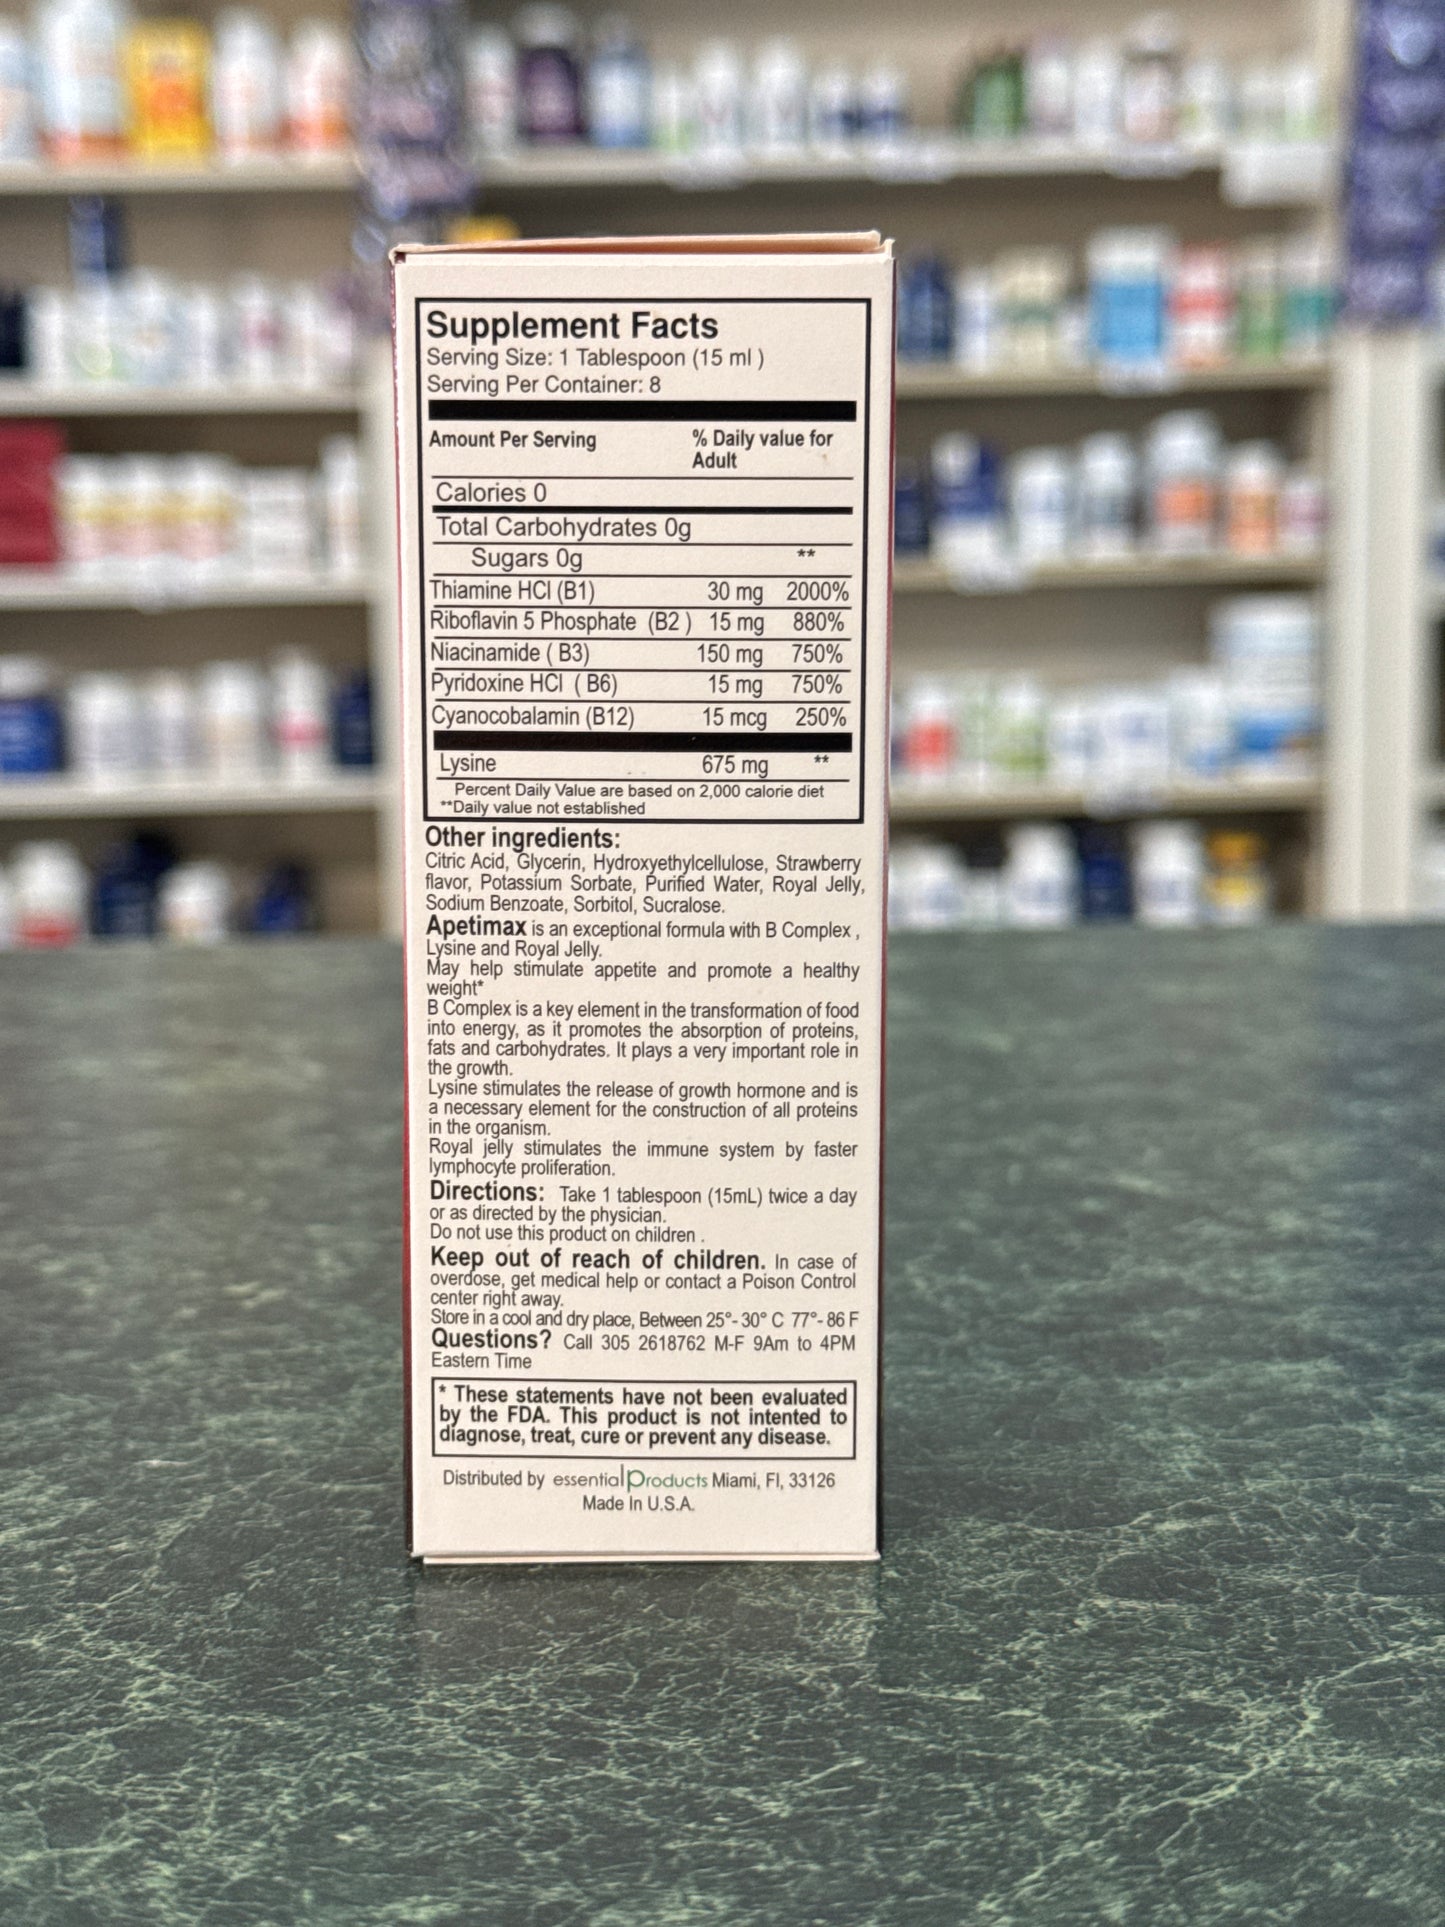 Supplement Facts
Serving Size: 1 Tablespoon (15 ml )
Serving Per Container: 8
Amount Per Serving % Daily value for
Adult
Calories 0
Total Carbohydrates 0g
Sugars 0g **
Thiamine HCl (B1) 30 mg 2000%
Riboflavin 5 Phosphate (B2 ) 15 mg 880%
Niacinamide ( B3) 150 mg 750%
Pyridoxine HCl ( B6) 15 mg 750%
Cyanocobalamin (B12) 15 mcg 250%
Lysine 675 mg **
Percent Daily Value are based on 2,000 calorie diet
**Daily value not established
Other ingredients:
Citric Acid, Glycerin, Hydroxyethylcellulose, Strawberry
flavor, Potassium Sorbate, Purified Water, Royal Jelly,
Sodium Benzoate, Sorbitol, Sucralose.
Apetimax is an exceptional formula with B Complex ,
Lysine and Royal Jelly.
May help stimulate appetite and promote a healthy
weight*
B Complex is a key element in the transformation of food
into energy, as it promotes the absorption of proteins,
fats and carbohydrates. It plays a very important role in
the growth.
Lysine stimulates the release of growth hormone and is
a necessary element for the construction of all proteins
in the organism.
Royal jelly stimulates the immune system by faster
lymphocyte proliferation.
Directions: Take 1 tablespoon (15mL) twice a day
or as directed by the physician.
Do not use this product on children .
Keep out of reach of children. In case of
overdose, get medical help or contact a Poison Control
center right away.
Store in a cool and dry place, Between 25°- 30° C 77°- 86 F
Questions? Call 305 2618762 M-F 9Am to 4PM
Eastern Time
* These statements have not been evaluated
by the FDA. This product is not intented to
diagnose, treat, cure or prevent any disease.
Distributed by essential Products Miami, Fl, 33126
Made In U.S.A.